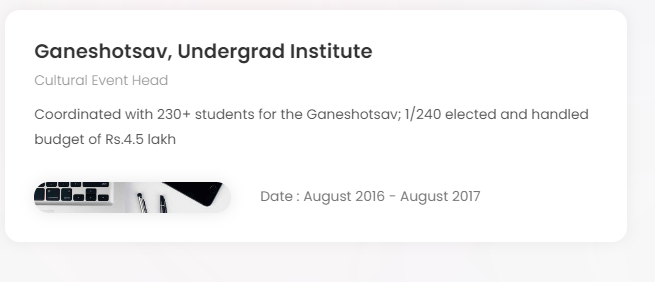 Ganeshotsav, Undergrad Institute
Cultural Event Head
Coordinated with 230+ students for the Ganeshotsav; 1/240 elected and handled
budget of Rs.4.5 lakh
Date : August 2016 - August 2017